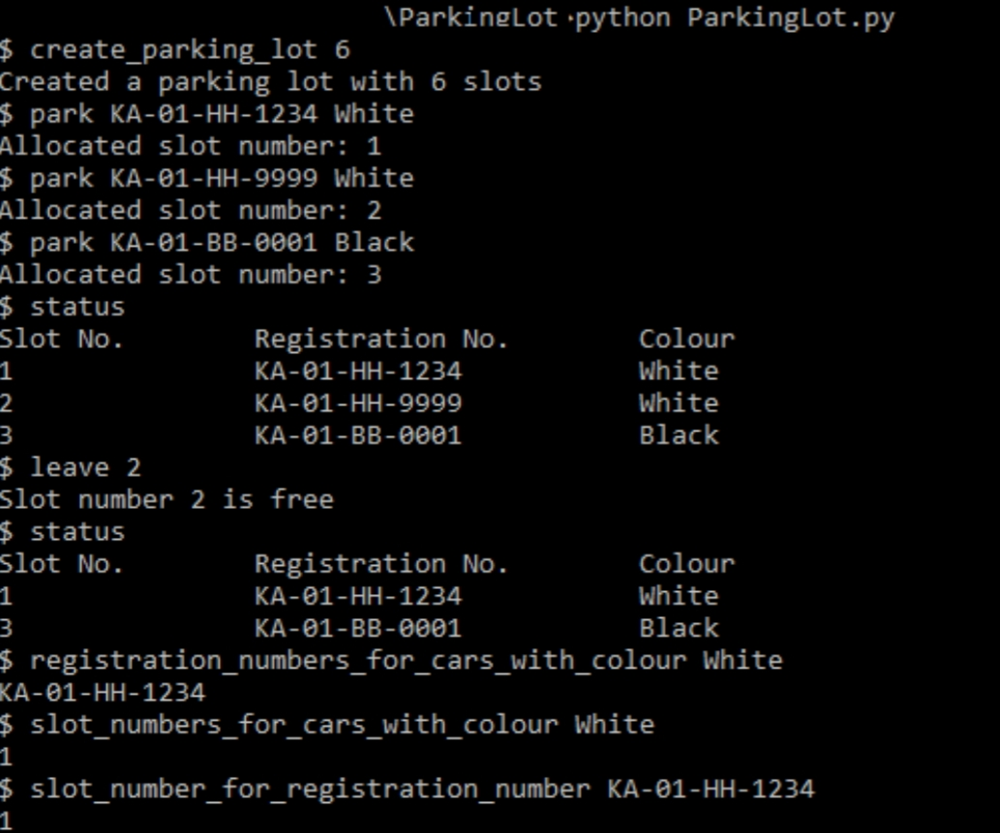 \ParkingLot python ParkingLot.py
$ create_parking_lot 6
Created a parking lot with 6 slots
$ park KA-01-HH-1234 White
Allocated slot number: 1
$ park KA-01-HH-9999 White
Allocated slot number: 2
$ park KA-01-BB-0001 Black
Allocated slot number: 3
$ status
Slot No. Registration No. Colour
1 KA-01-HH-1234 White
2 KA-01-HH-9999 White
3 KA-01-BB-0001 Black
$ leave 2
Slot number 2 is free
$ status
Slot No. Registration No. Colour
1 KA-01-HH-1234 White
3 KA-01-BB-0001 Black
$ registration_numbers_for_cars_with_colour White
KA-01-HH-1234
$ slot_numbers_for_cars_with_colour White
1
$ slot_number_for_registration_number KA-01-HH-1234
1